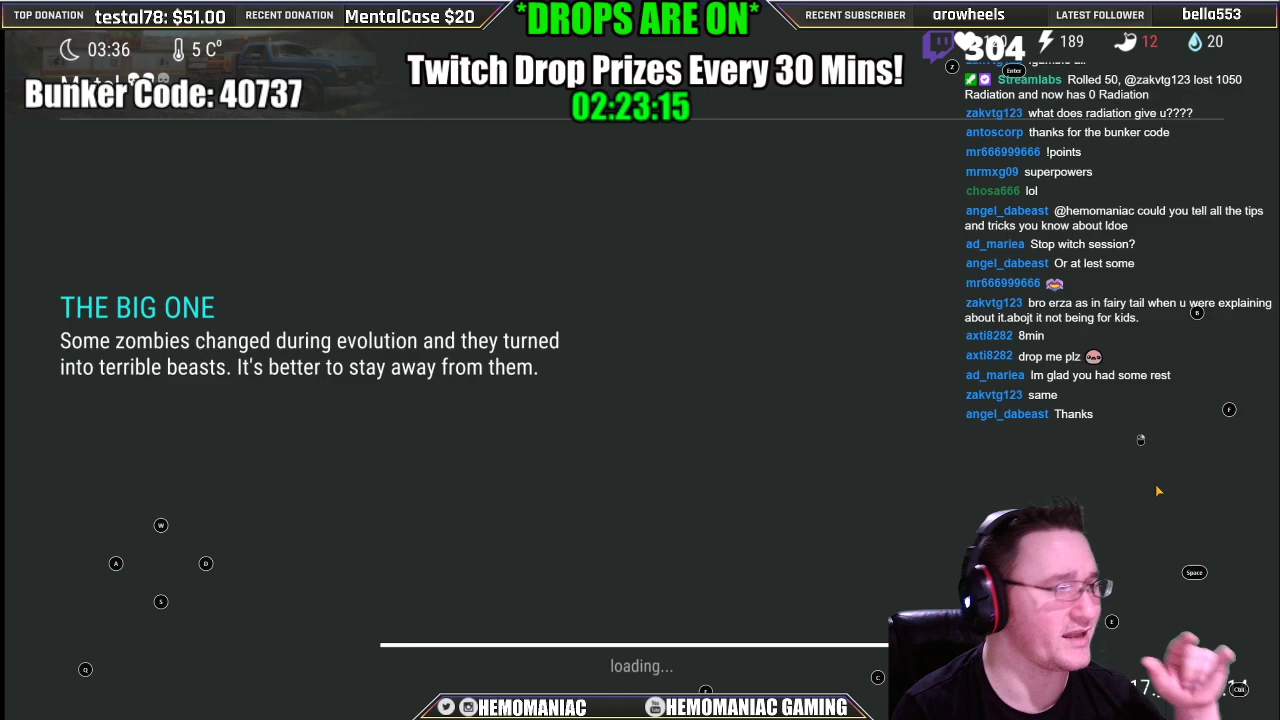 TOP DONATION testal78: $51.00 RECENT DONATION MentalCase $20
*DROPS ARE ON*
RECENT SUBSCRIBER arowheels LATEST FOLLOWER bella553
03:36 5 C°
Bunker Code: 40737
Twitch Drop Prizes Every 30 Mins!
02:23:15
304 189 12 20
Z
Enter
Streamlabs Rolled 50, @zakvtg123 lost 1050
Radiation and now has 0 Radiation
zakvtg123 what does radiation give u????
antoscorp thanks for the bunker code
mr666999666 !points
mrmxg09 superpowers
chosa666 lol
angel_dabeast @hemomaniac could you tell all the tips
and tricks you know about ldoe
ad_mariea Stop witch session?
angel_dabeast Or at lest some
mr666999666
zakvtg123 bro erza as in fairy tail when u were explaining
about it.abojt it not being for kids.
B
axti8282 8min
axti8282 drop me plz
ad_mariea Im glad you had some rest
zakvtg123 same
angel_dabeast Thanks
F
THE BIG ONE
Some zombies changed during evolution and they turned
into terrible beasts. It's better to stay away from them.
W
A
D
S
Q
Space
E
C
Ctrl
loading...
HEMOMANIAC HEMOMANIAC GAMING